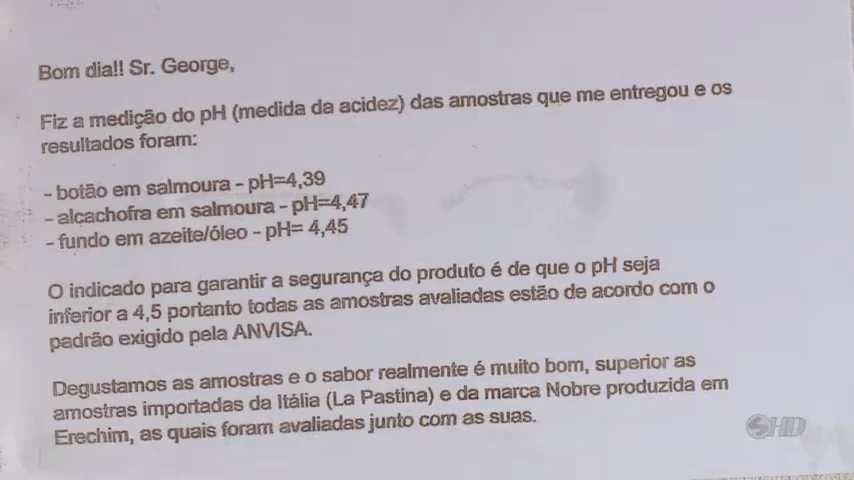 Bom dia!! Sr. George,
Fiz a medição do pH (medida da acidez) das amostras que me entregou e os
resultados foram:
- botão em salmoura - pH=4,39
- alcachofra em salmoura - pH=4,47
- fundo em azeite/óleo - pH= 4,45
O indicado para garantir a segurança do produto é de que o pH seja
inferior a 4,5 portanto todas as amostras avaliadas estão de acordo com o
padrão exigido pela ANVISA.
Degustamos as amostras e o sabor realmente é muito bom, superior as
amostras importadas da Itália (La Pastina) e da marca Nobre produzida em
Erechim, as quais foram avaliadas junto com as suas.
HD